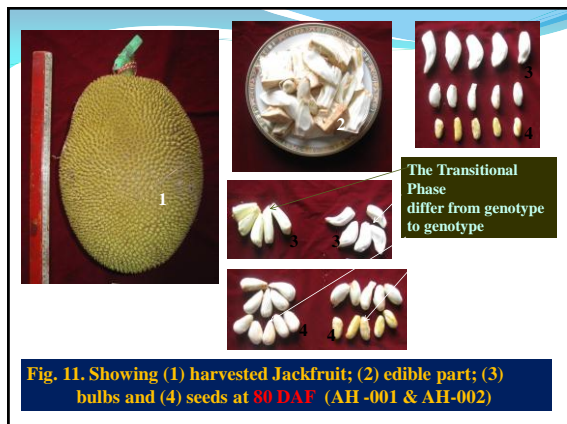 1
2
3
4
The Transitional
Phase
differ from genotype
to genotype
3
3
4
4
Fig. 11. Showing (1) harvested Jackfruit; (2) edible part; (3)
bulbs and (4) seeds at 80 DAF (AH -001 & AH-002)